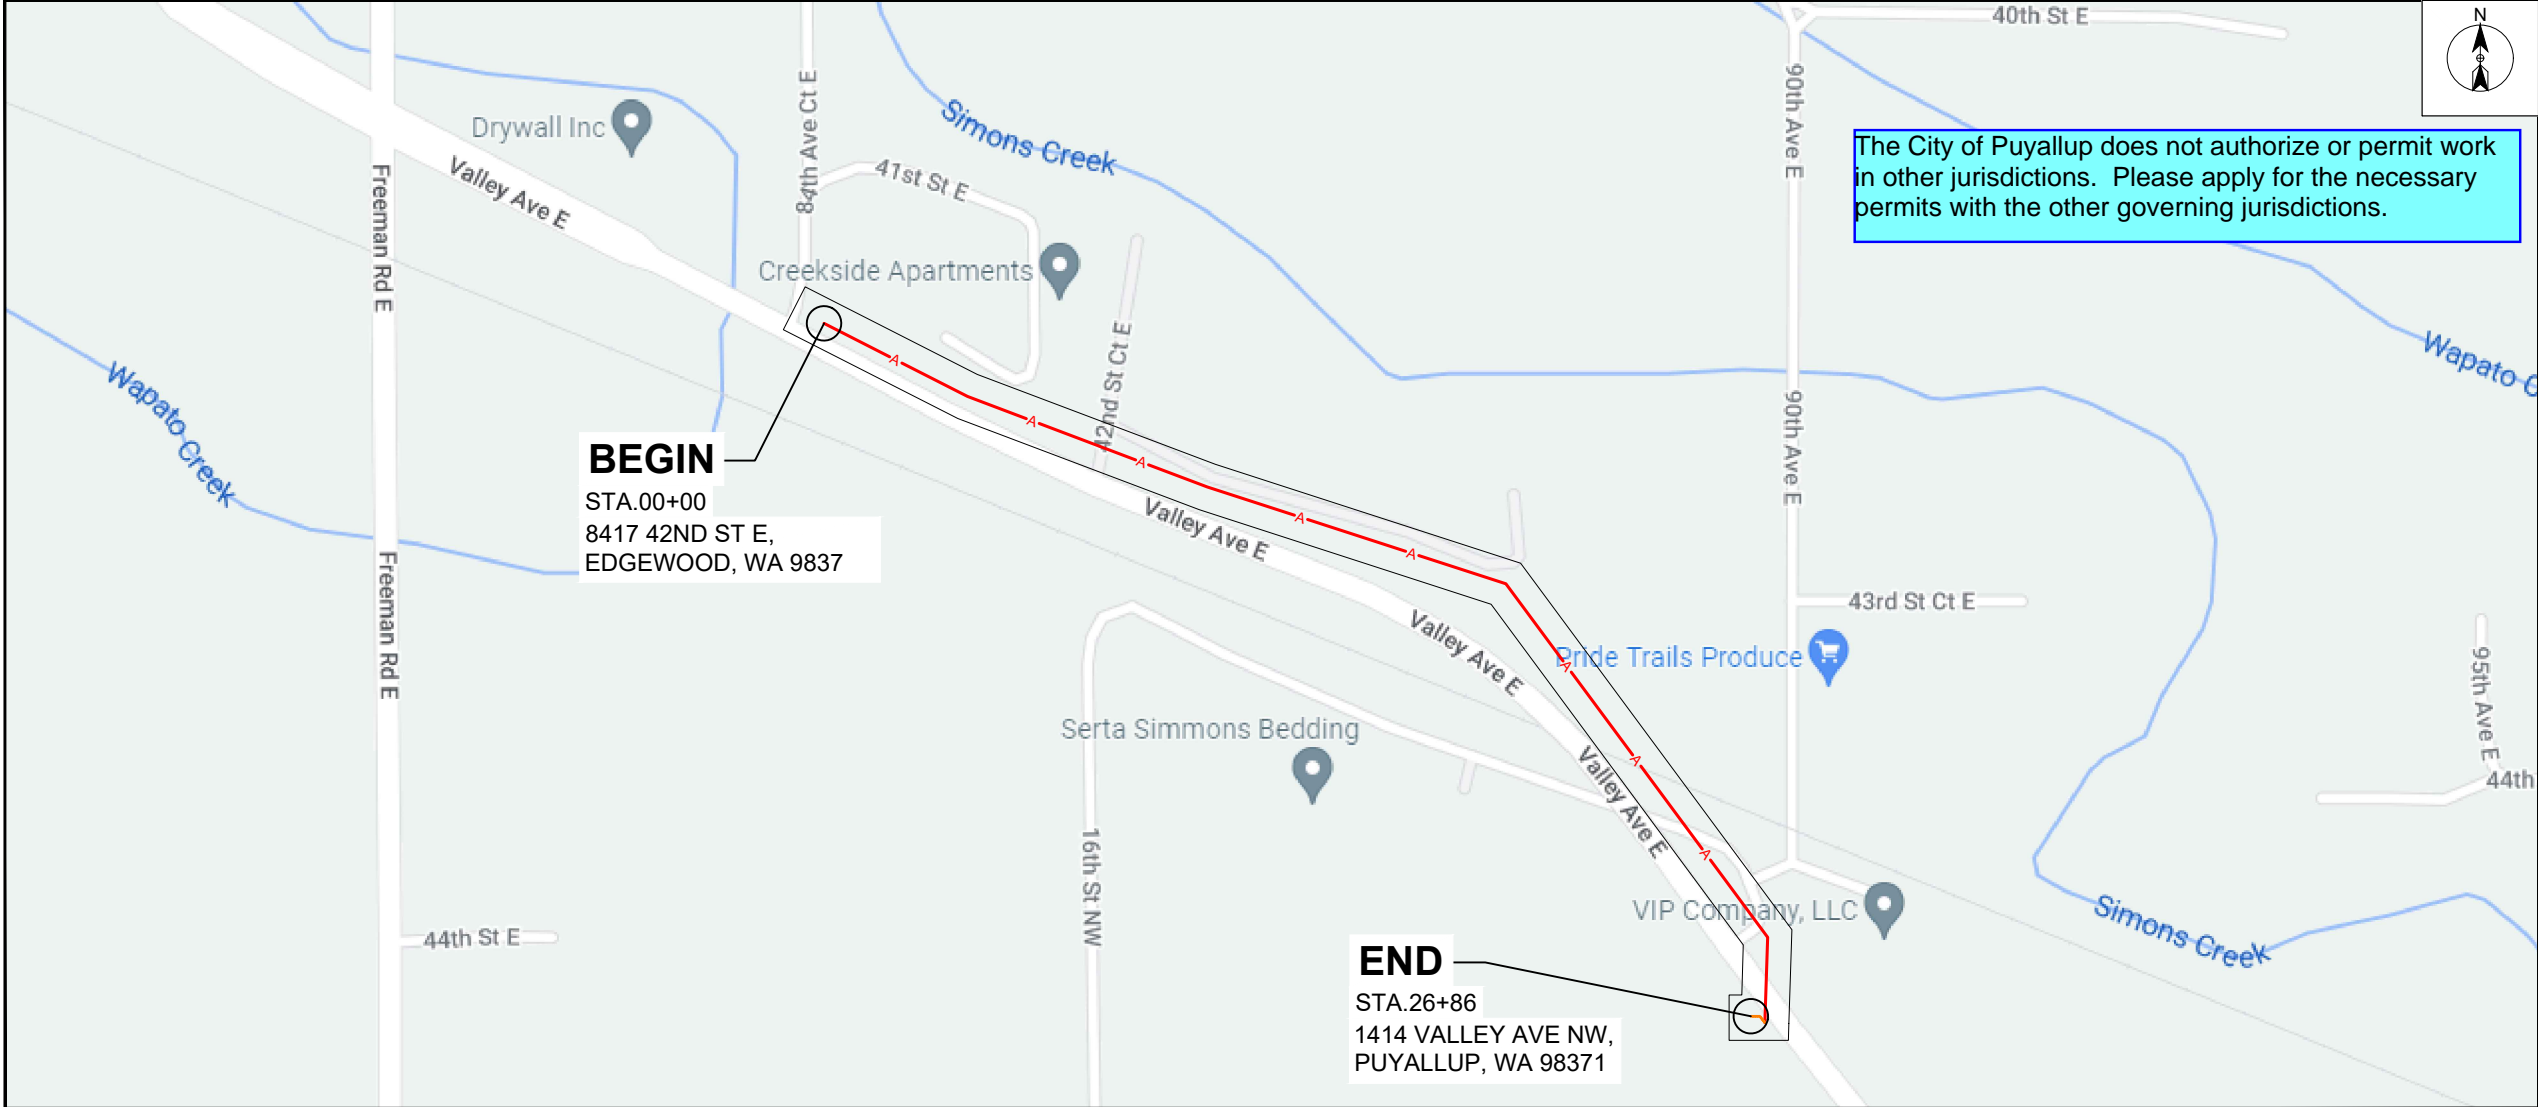 40th St E
N
90th Ave E
The City of Puyallup does not authorize or permit work
in other jurisdictions.  Please apply for the necessary
permits with the other governing jurisdictions.
Drywall Inc
84th Ave Ct E
Simons Creek
41st St E
Freeman Rd E
Valley Ave E
Creekside Apartments
42nd St Ct E
Wapato C
Wapato Creek
90th Ave E
BEGIN
STA.00+00
8417 42ND ST E,
EDGEWOOD, WA 9837
A
A
A
A
A
Valley Ave E
Freeman Rd E
43rd St Ct E
Valley Ave E
Pride Trails Produce
A
95th Ave E
Serta Simmons Bedding
A
Valley Ave E
44th
16th St NW
A
VIP Company, LLC
Simons Creek
44th St E
END
STA.26+86
1414 VALLEY AVE NW,
PUYALLUP, WA 98371